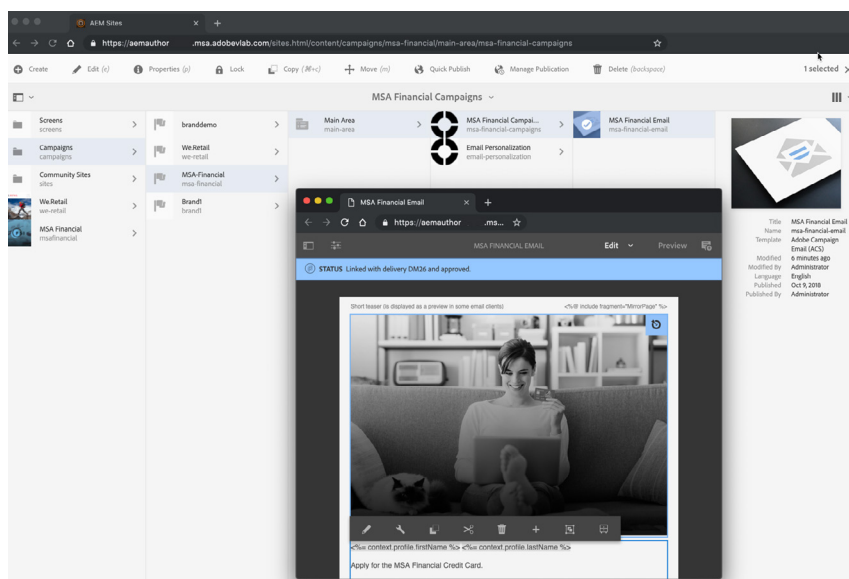 AEM Sites
https://aemauthor .msa.adobevlab.com/sites.html/content/campaigns/msa-financial/main-area/msa-financial-campaigns
Create Edit (e) Properties (p) Lock Copy (⌘+c) Move (m) Quick Publish Manage Publication Delete (backspace) 1 selected
MSA Financial Campaigns
Screens
screens
Campaigns
campaigns
Community Sites
sites
We.Retail
we-retail
MSA Financial
msafinancial
branddemo
We.Retail
we-retail
MSA-Financial
msa-financial
Brand1
brand1
Main Area
main-area
MSA Financial Campai...
msa-financial-campaigns
Email Personalization
email-personalization
MSA Financial Email
msa-financial-email
Title MSA Financial Email
Name msa-financial-email
Template Adobe Campaign
Email (ACS)
Modified 6 minutes ago
Modified By Administrator
Language English
Published Oct 9, 2018
Published By Administrator
MSA Financial Email
https://aemauthor .ms...
MSA FINANCIAL EMAIL Edit Preview
STATUS Linked with delivery DM26 and approved.
Short teaser (is displayed as a preview in some email clients) <%@ include fragment="MirrorPage" %>
<%= context.profile.firstName %> <%= context.profile.lastName %>
Apply for the MSA Financial Credit Card.